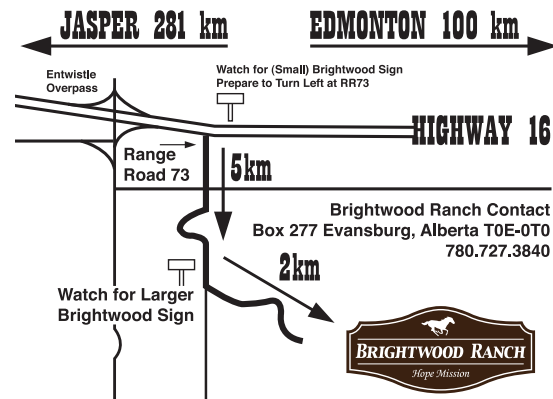 JASPER 281 km
EDMONTON 100 km
Entwistle
Overpass
Watch for (Small) Brightwood Sign
Prepare to Turn Left at RR73
HIGHWAY 16
Range
Road 73
5km
Brightwood Ranch Contact
Box 277 Evansburg, Alberta T0E-0T0
780.727.3840
2km
Watch for Larger
Brightwood Sign
BRIGHTWOOD RANCH
Hope Mission